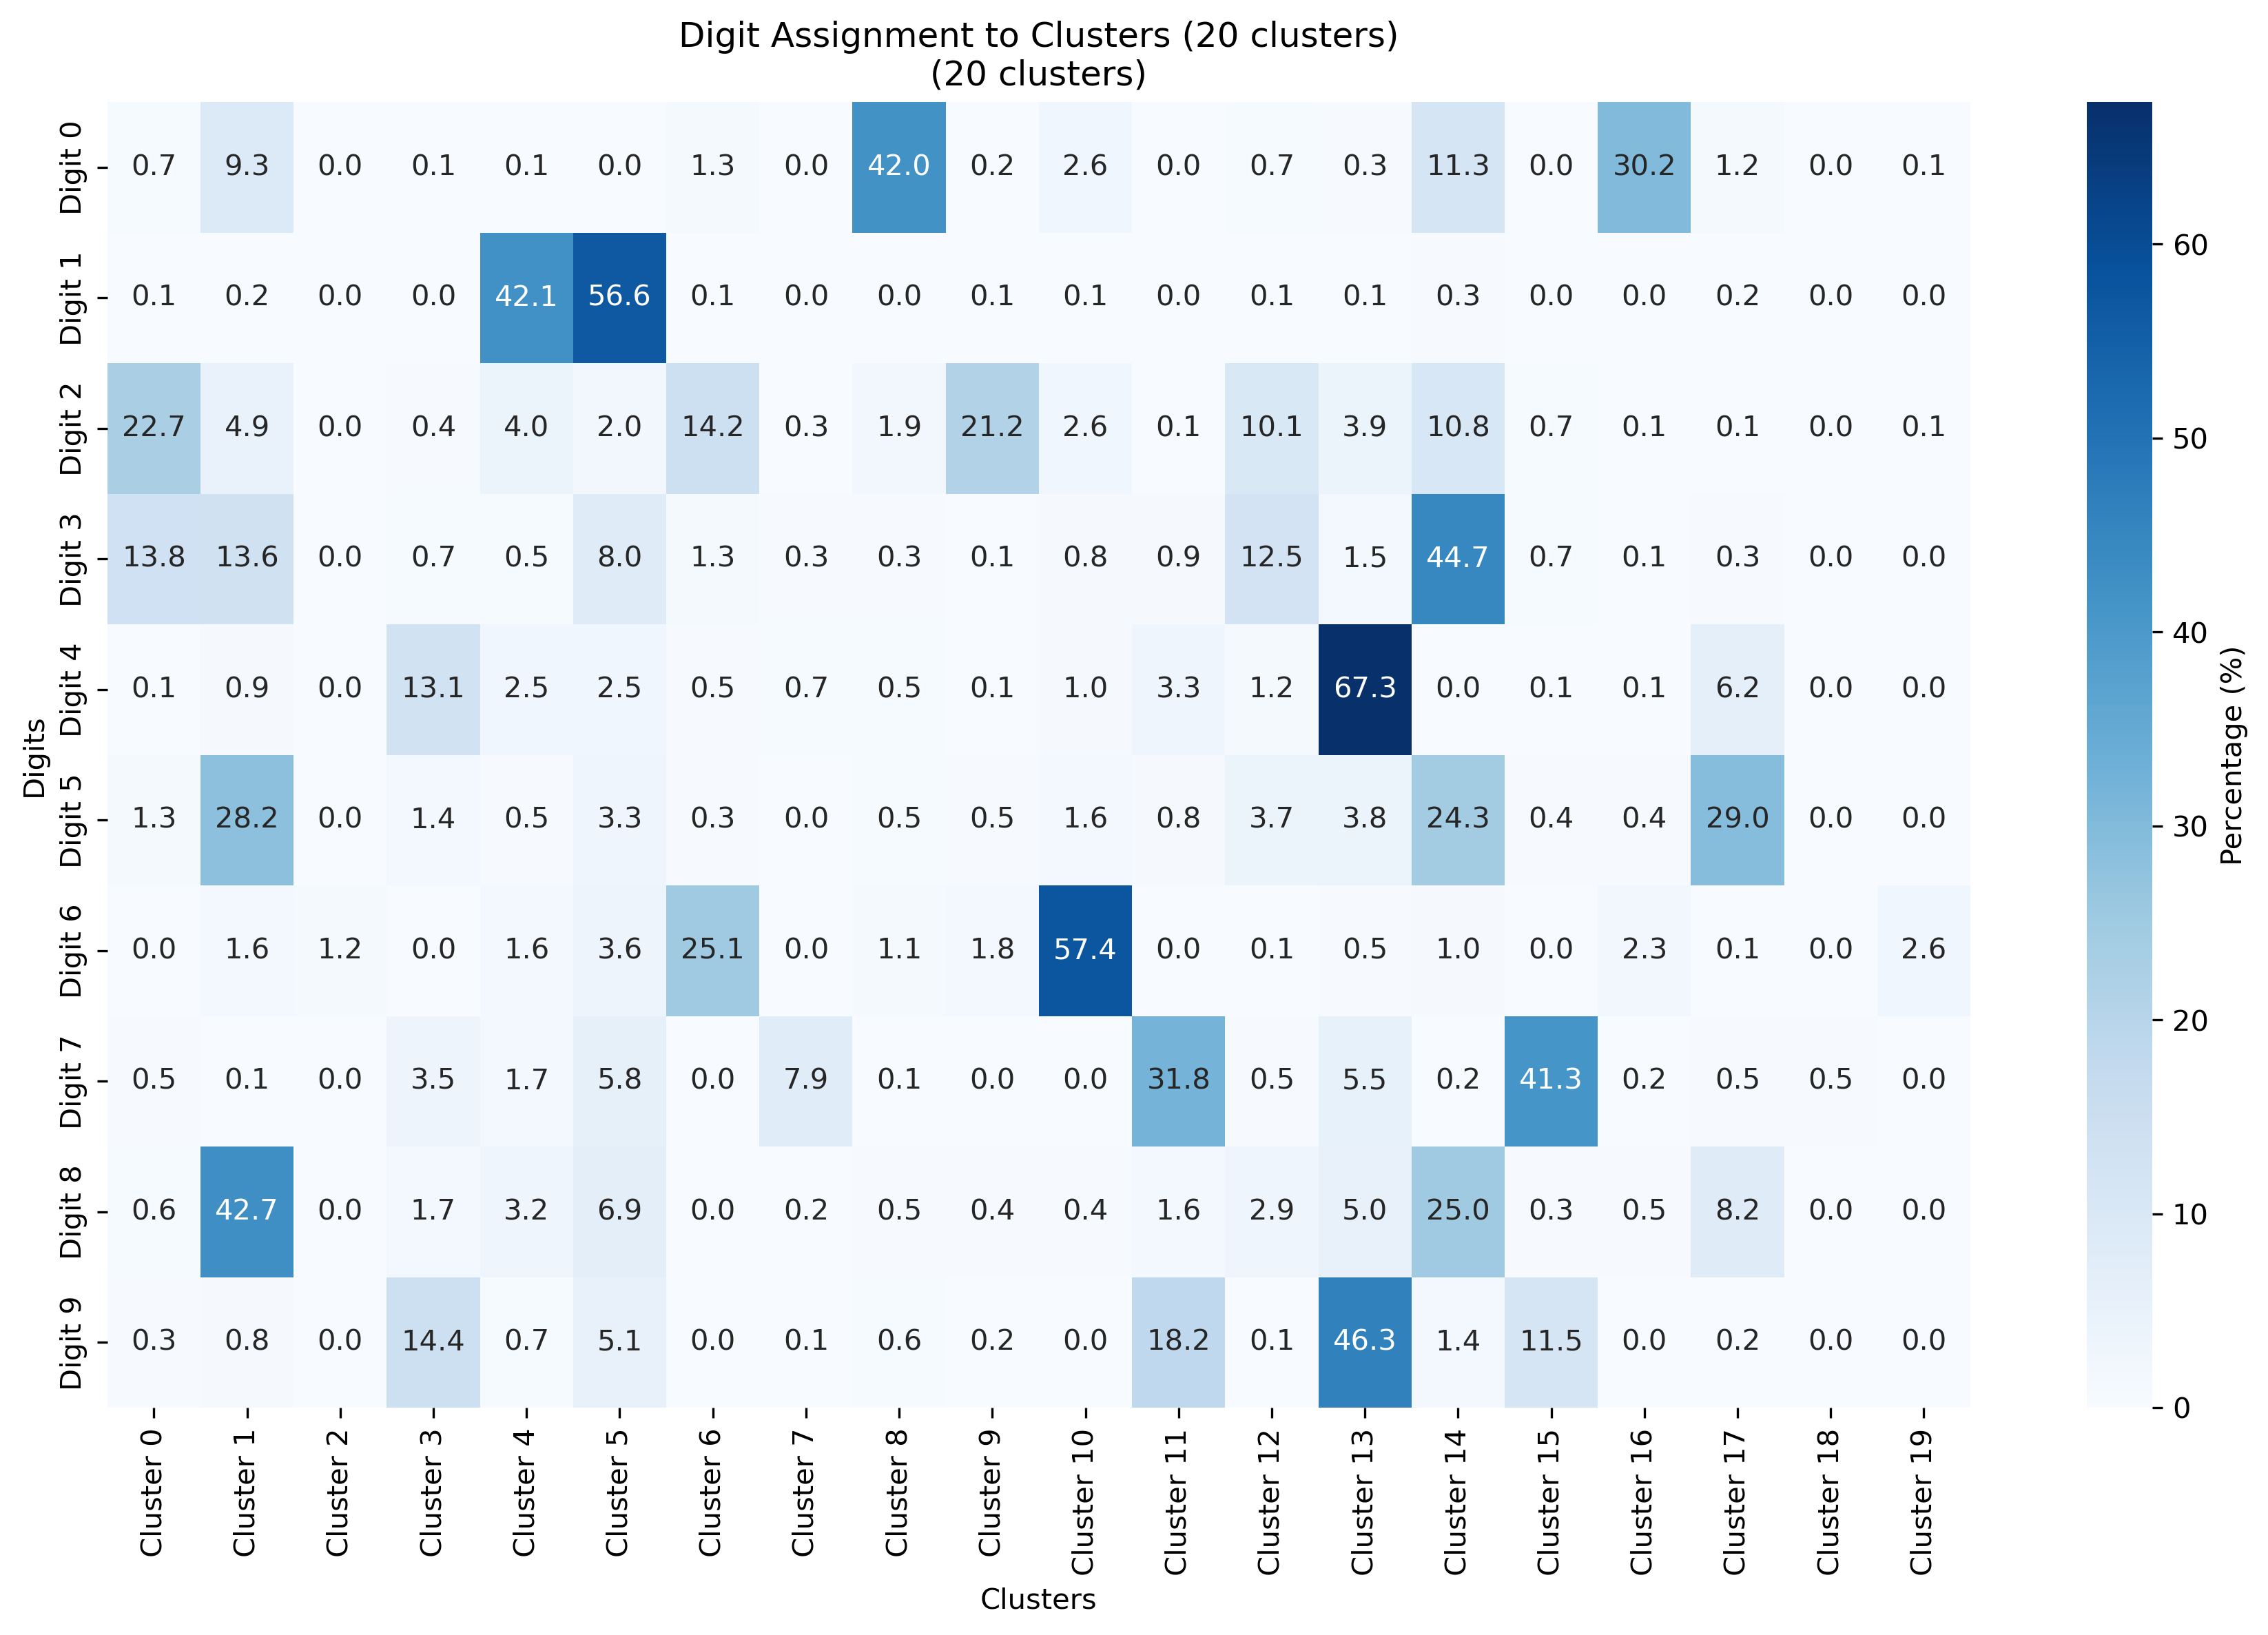 Digit Assignment to Clusters (20 clusters)
(20 clusters)
Digits
Digit 0 0.7 9.3 0.0 0.1 0.1 0.0 1.3 0.0 42.0 0.2 2.6 0.0 0.7 0.3 11.3 0.0 30.2 1.2 0.0 0.1
Digit 1 0.1 0.2 0.0 0.0 42.1 56.6 0.1 0.0 0.0 0.1 0.1 0.0 0.1 0.1 0.3 0.0 0.0 0.2 0.0 0.0
Digit 2 22.7 4.9 0.0 0.4 4.0 2.0 14.2 0.3 1.9 21.2 2.6 0.1 10.1 3.9 10.8 0.7 0.1 0.1 0.0 0.1
Digit 3 13.8 13.6 0.0 0.7 0.5 8.0 1.3 0.3 0.3 0.1 0.8 0.9 12.5 1.5 44.7 0.7 0.1 0.3 0.0 0.0
Digit 4 0.1 0.9 0.0 13.1 2.5 2.5 0.5 0.7 0.5 0.1 1.0 3.3 1.2 67.3 0.0 0.1 0.1 6.2 0.0 0.0
Digit 5 1.3 28.2 0.0 1.4 0.5 3.3 0.3 0.0 0.5 0.5 1.6 0.8 3.7 3.8 24.3 0.4 0.4 29.0 0.0 0.0
Digit 6 0.0 1.6 1.2 0.0 1.6 3.6 25.1 0.0 1.1 1.8 57.4 0.0 0.1 0.5 1.0 0.0 2.3 0.1 0.0 2.6
Digit 7 0.5 0.1 0.0 3.5 1.7 5.8 0.0 7.9 0.1 0.0 0.0 31.8 0.5 5.5 0.2 41.3 0.2 0.5 0.5 0.0
Digit 8 0.6 42.7 0.0 1.7 3.2 6.9 0.0 0.2 0.5 0.4 0.4 1.6 2.9 5.0 25.0 0.3 0.5 8.2 0.0 0.0
Digit 9 0.3 0.8 0.0 14.4 0.7 5.1 0.0 0.1 0.6 0.2 0.0 18.2 0.1 46.3 1.4 11.5 0.0 0.2 0.0 0.0
Cluster 0 Cluster 1 Cluster 2 Cluster 3 Cluster 4 Cluster 5 Cluster 6 Cluster 7 Cluster 8 Cluster 9 Cluster 10 Cluster 11 Cluster 12 Cluster 13 Cluster 14 Cluster 15 Cluster 16 Cluster 17 Cluster 18 Cluster 19
Clusters
60
50
40
30
20
10
0
Percentage (%)